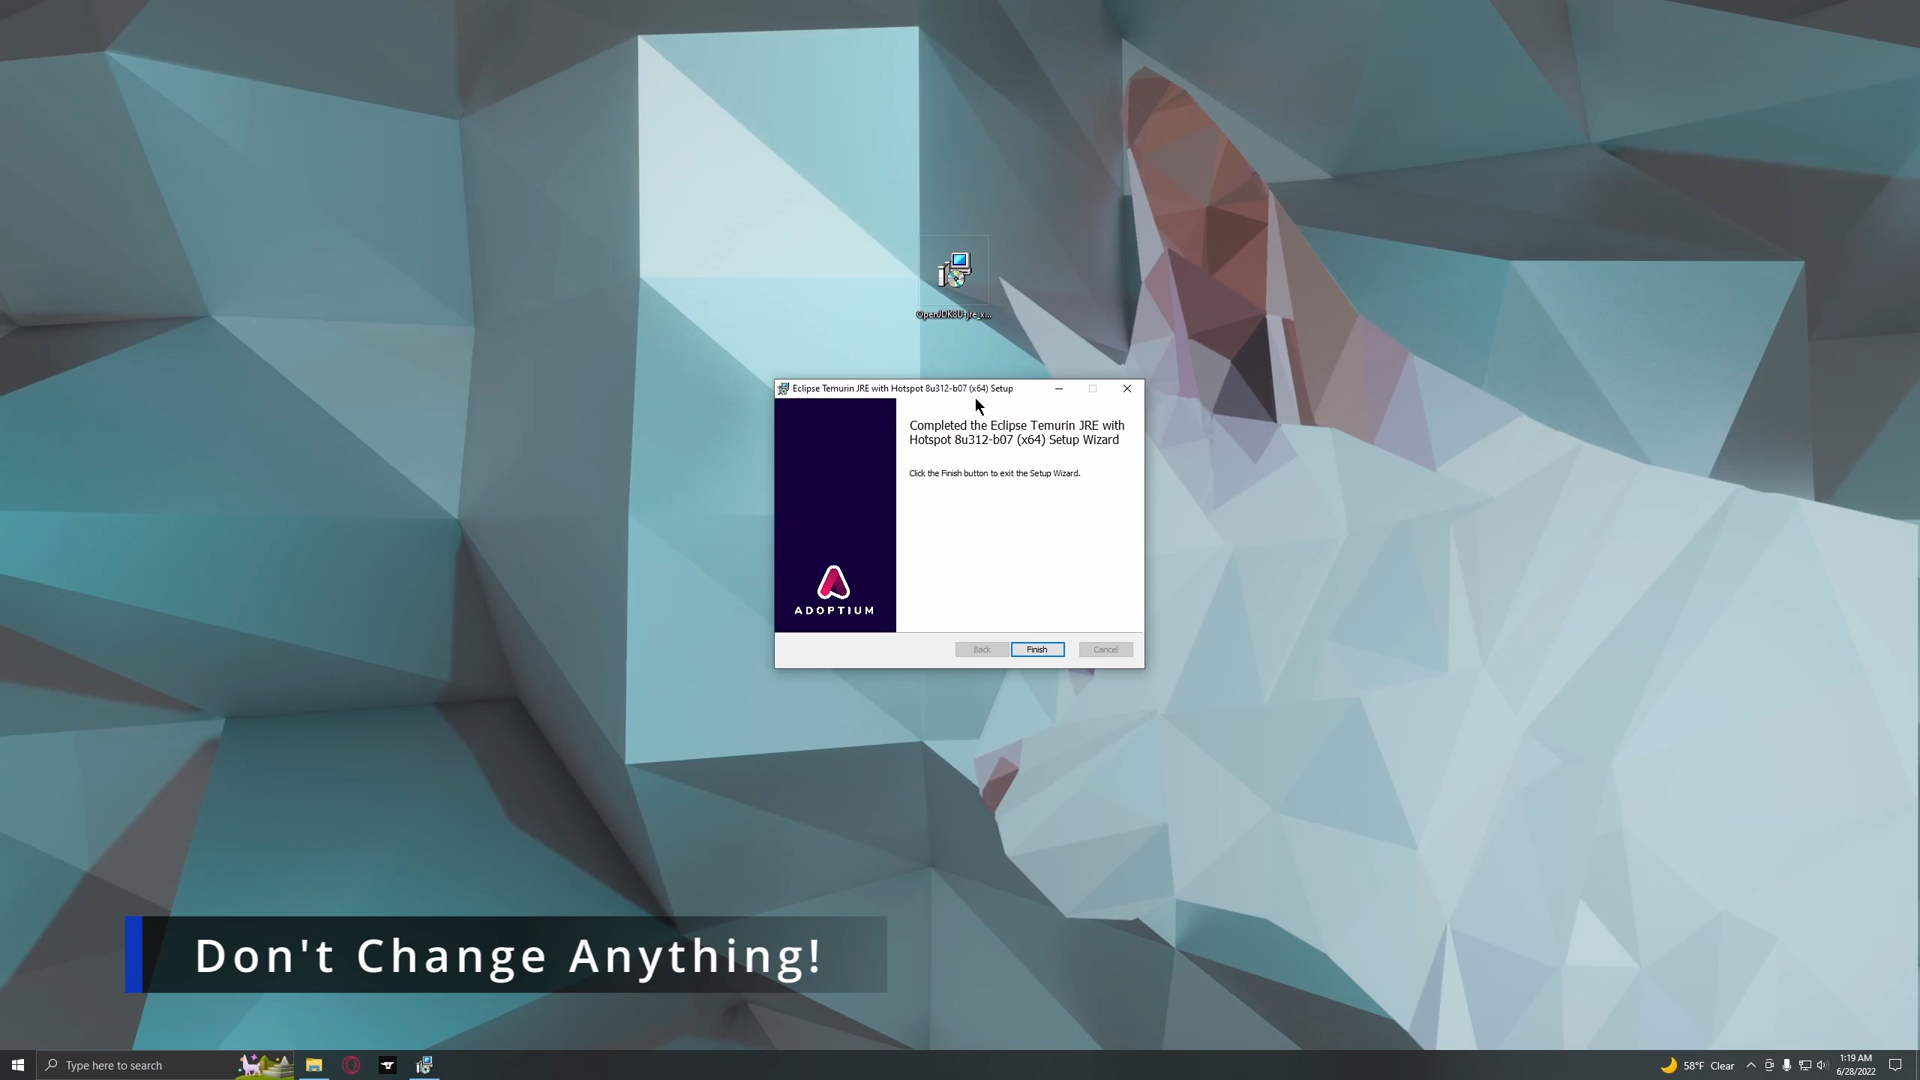 OpenJDK8U-jre_x...
Eclipse Temurin JRE with Hotspot 8u312-b07 (x64) Setup
Completed the Eclipse Temurin JRE with
Hotspot 8u312-b07 (x64) Setup Wizard
Click the Finish button to exit the Setup Wizard.
ADOPTIUM
Back
Finish
Cancel
Don't Change Anything!
Type here to search
58°F Clear
1:19 AM
6/28/2022